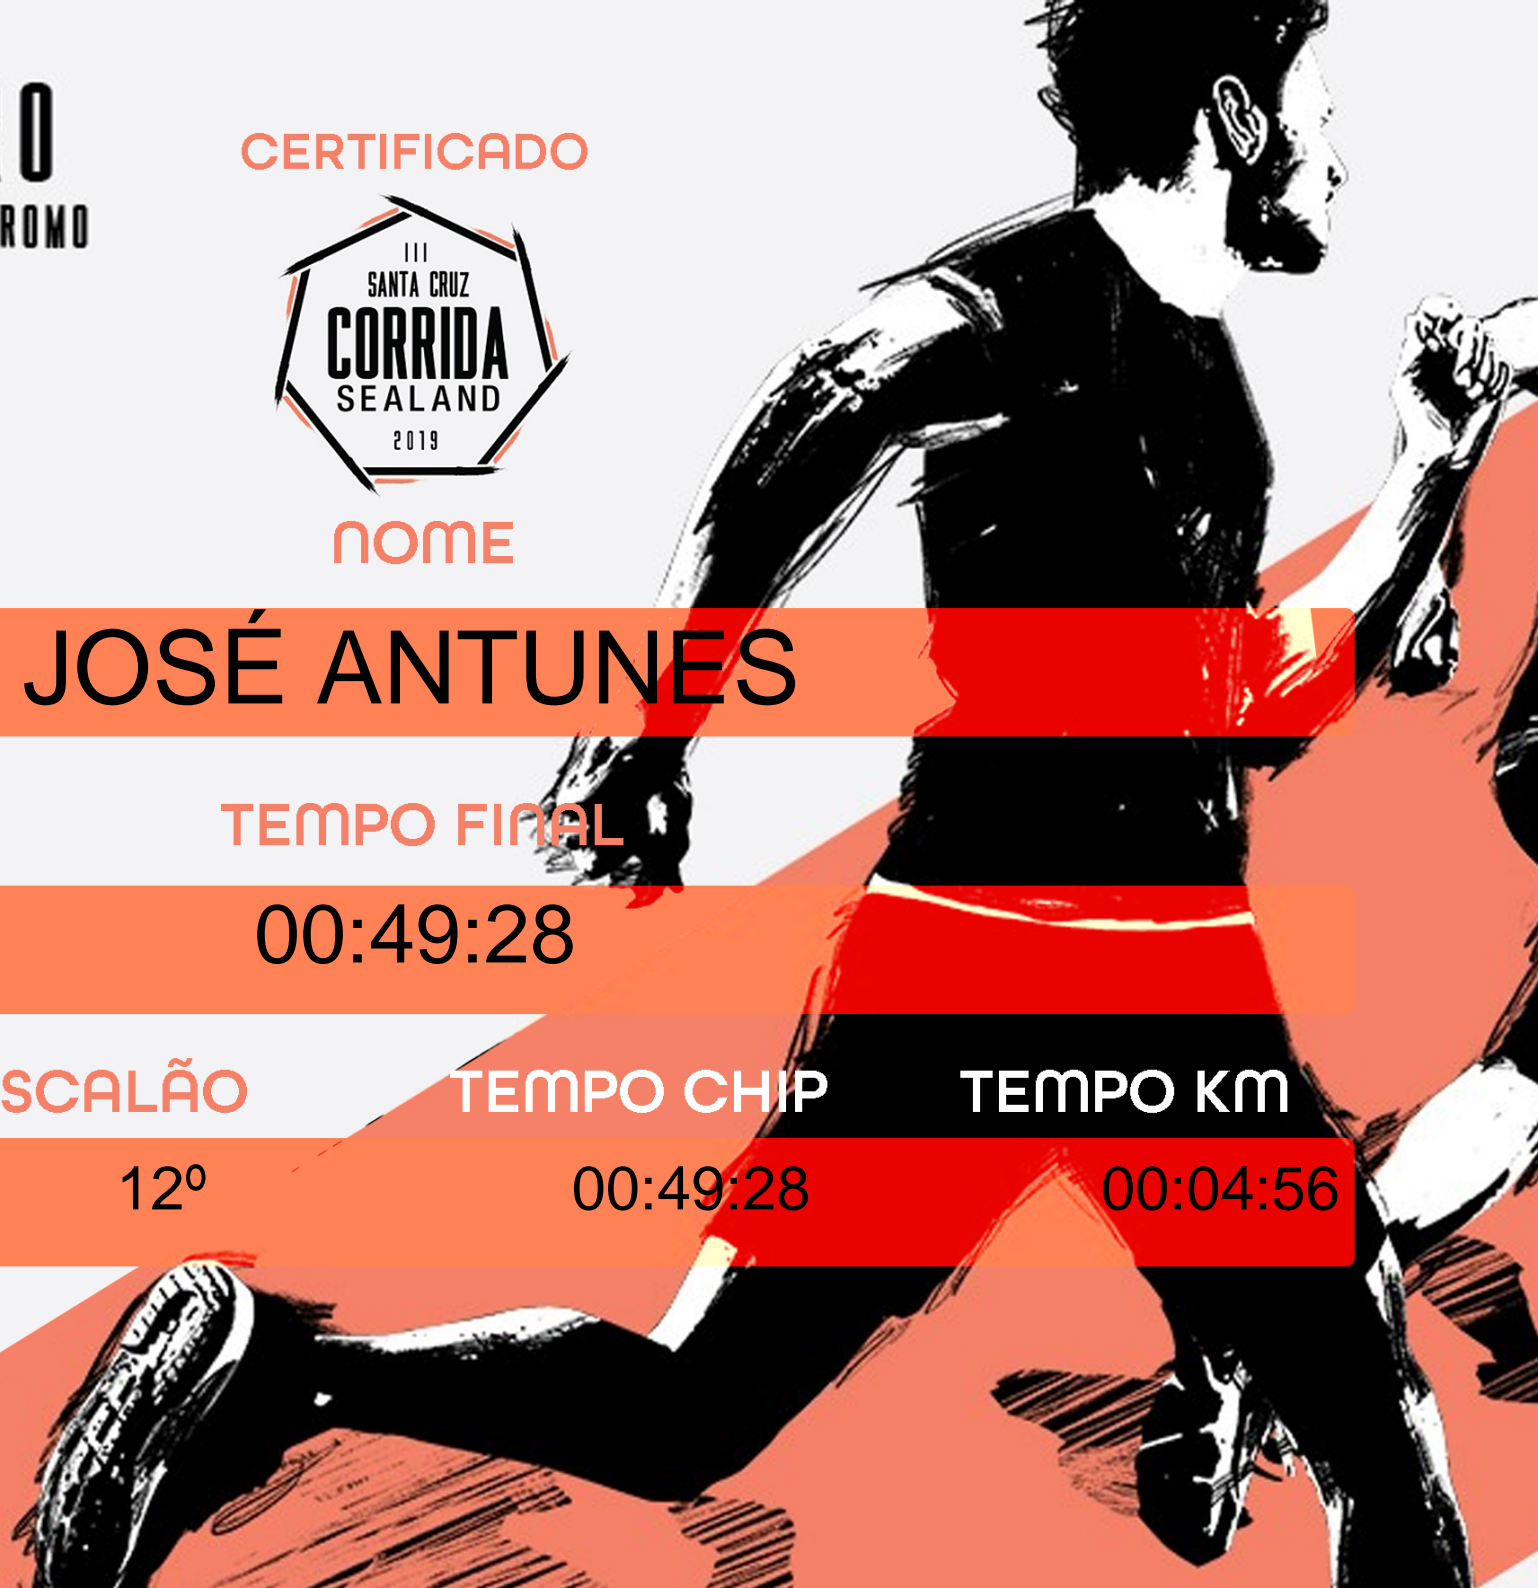 O
ROMO
CERTIFICADO
III
SANTA CRUZ
CORRIDA
SEALAND
2019
NOME
JOSÉ ANTUNES
TEMPO FINAL
00:49:28
SCALÃO TEMPO CHIP TEMPO KM
12º 00:49:28 00:04:56